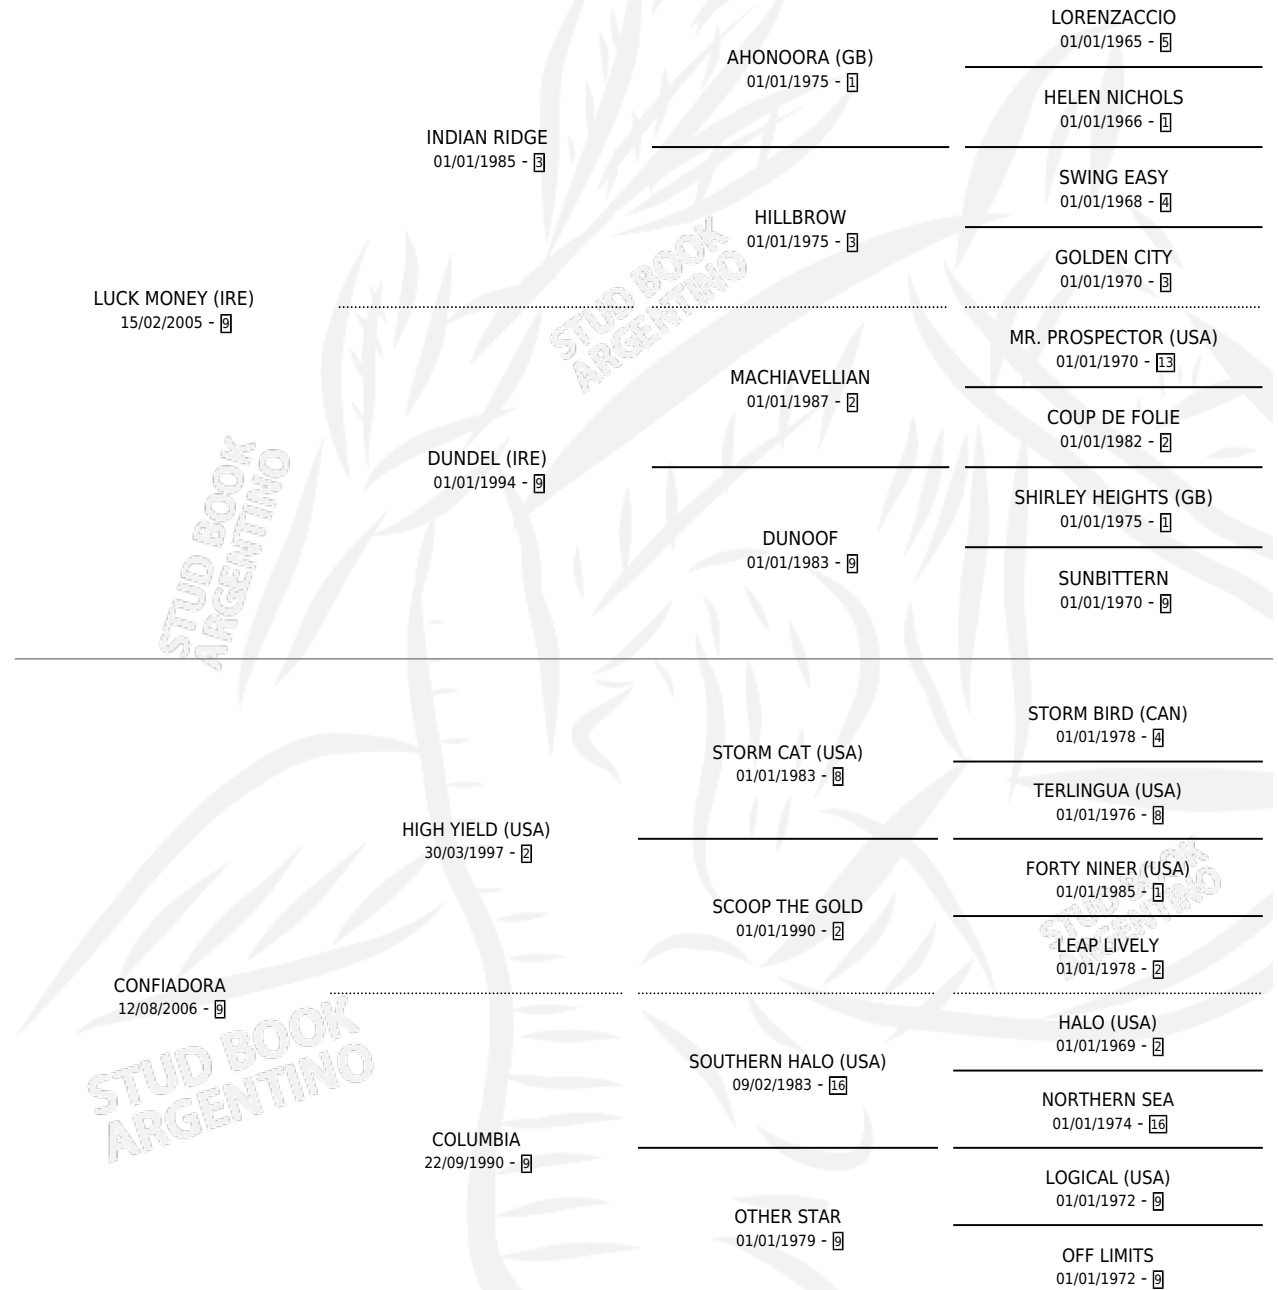 LORENZACCIO
01/01/1965 - 5
AHONOORA (GB)
01/01/1975 - 1
HELEN NICHOLS
01/01/1966 - 1
INDIAN RIDGE
01/01/1985 - 3
SWING EASY
01/01/1968 - 4
HILLBROW
01/01/1975 - 3
GOLDEN CITY
01/01/1970 - 3
LUCK MONEY (IRE)
15/02/2005 - 9
STUD BOOK
ARGENTINO
MR. PROSPECTOR (USA)
01/01/1970 - 13
MACHIAVELLIAN
01/01/1987 - 2
COUP DE FOLIE
01/01/1982 - 2
DUNDEL (IRE)
01/01/1994 - 9
SHIRLEY HEIGHTS (GB)
01/01/1975 - 1
DUNOOF
01/01/1983 - 9
SUNBITTERN
01/01/1970 - 9
STUD BOOK
ARGENTINO
STORM BIRD (CAN)
01/01/1978 - 4
STORM CAT (USA)
01/01/1983 - 8
TERLINGUA (USA)
01/01/1976 - 8
HIGH YIELD (USA)
30/03/1997 - 2
FORTY NINER (USA)
01/01/1985 - 1
SCOOP THE GOLD
01/01/1990 - 2
STUD BOOK
ARGENTINO
LEAP LIVELY
01/01/1978 - 2
CONFIADORA
12/08/2006 - 9
HALO (USA)
01/01/1969 - 2
SOUTHERN HALO (USA)
09/02/1983 - 16
NORTHERN SEA
01/01/1974 - 16
STUD BOOK
ARGENTINO
COLUMBIA
22/09/1990 - 9
LOGICAL (USA)
01/01/1972 - 9
OTHER STAR
01/01/1979 - 9
OFF LIMITS
01/01/1972 - 9